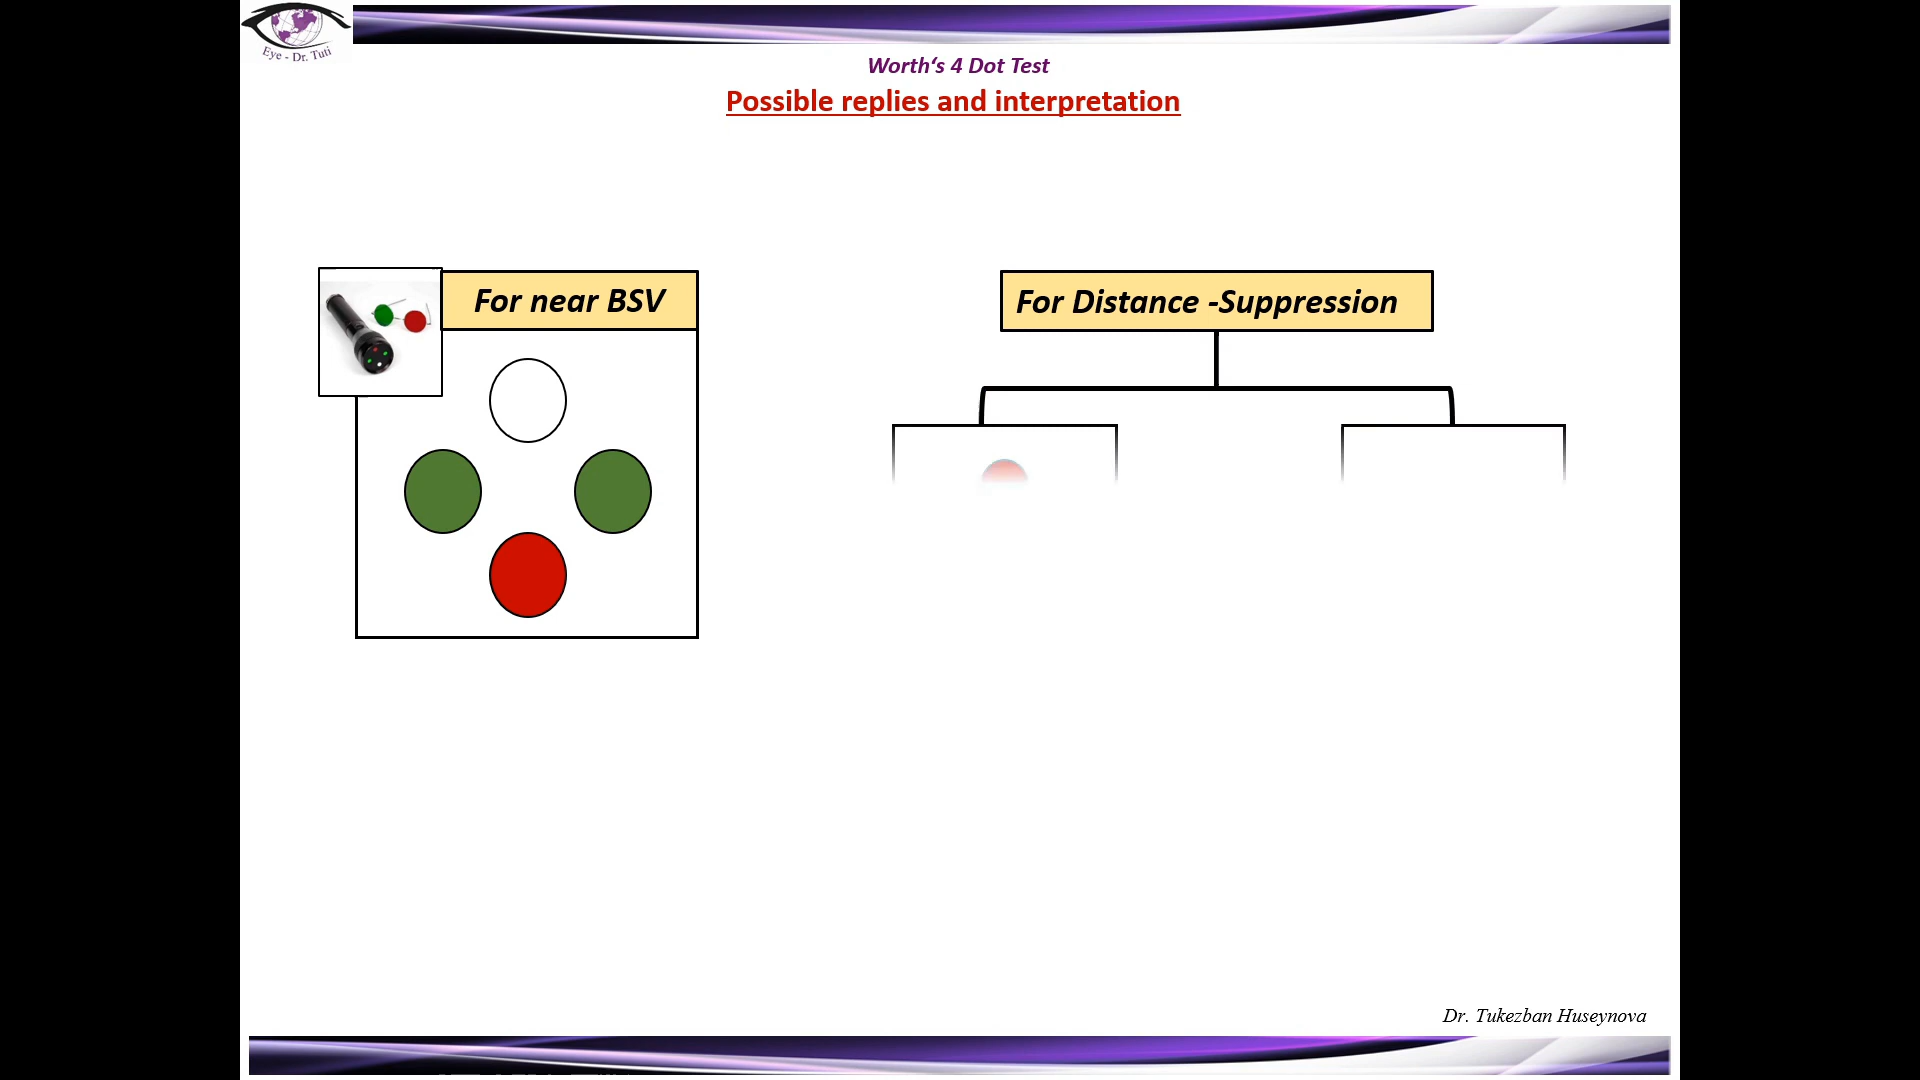 Eye - Dr. Tuti
Worth‘s 4 Dot Test
Possible replies and interpretation
For near BSV
For Distance -Suppression
Dr. Tukezban Huseynova